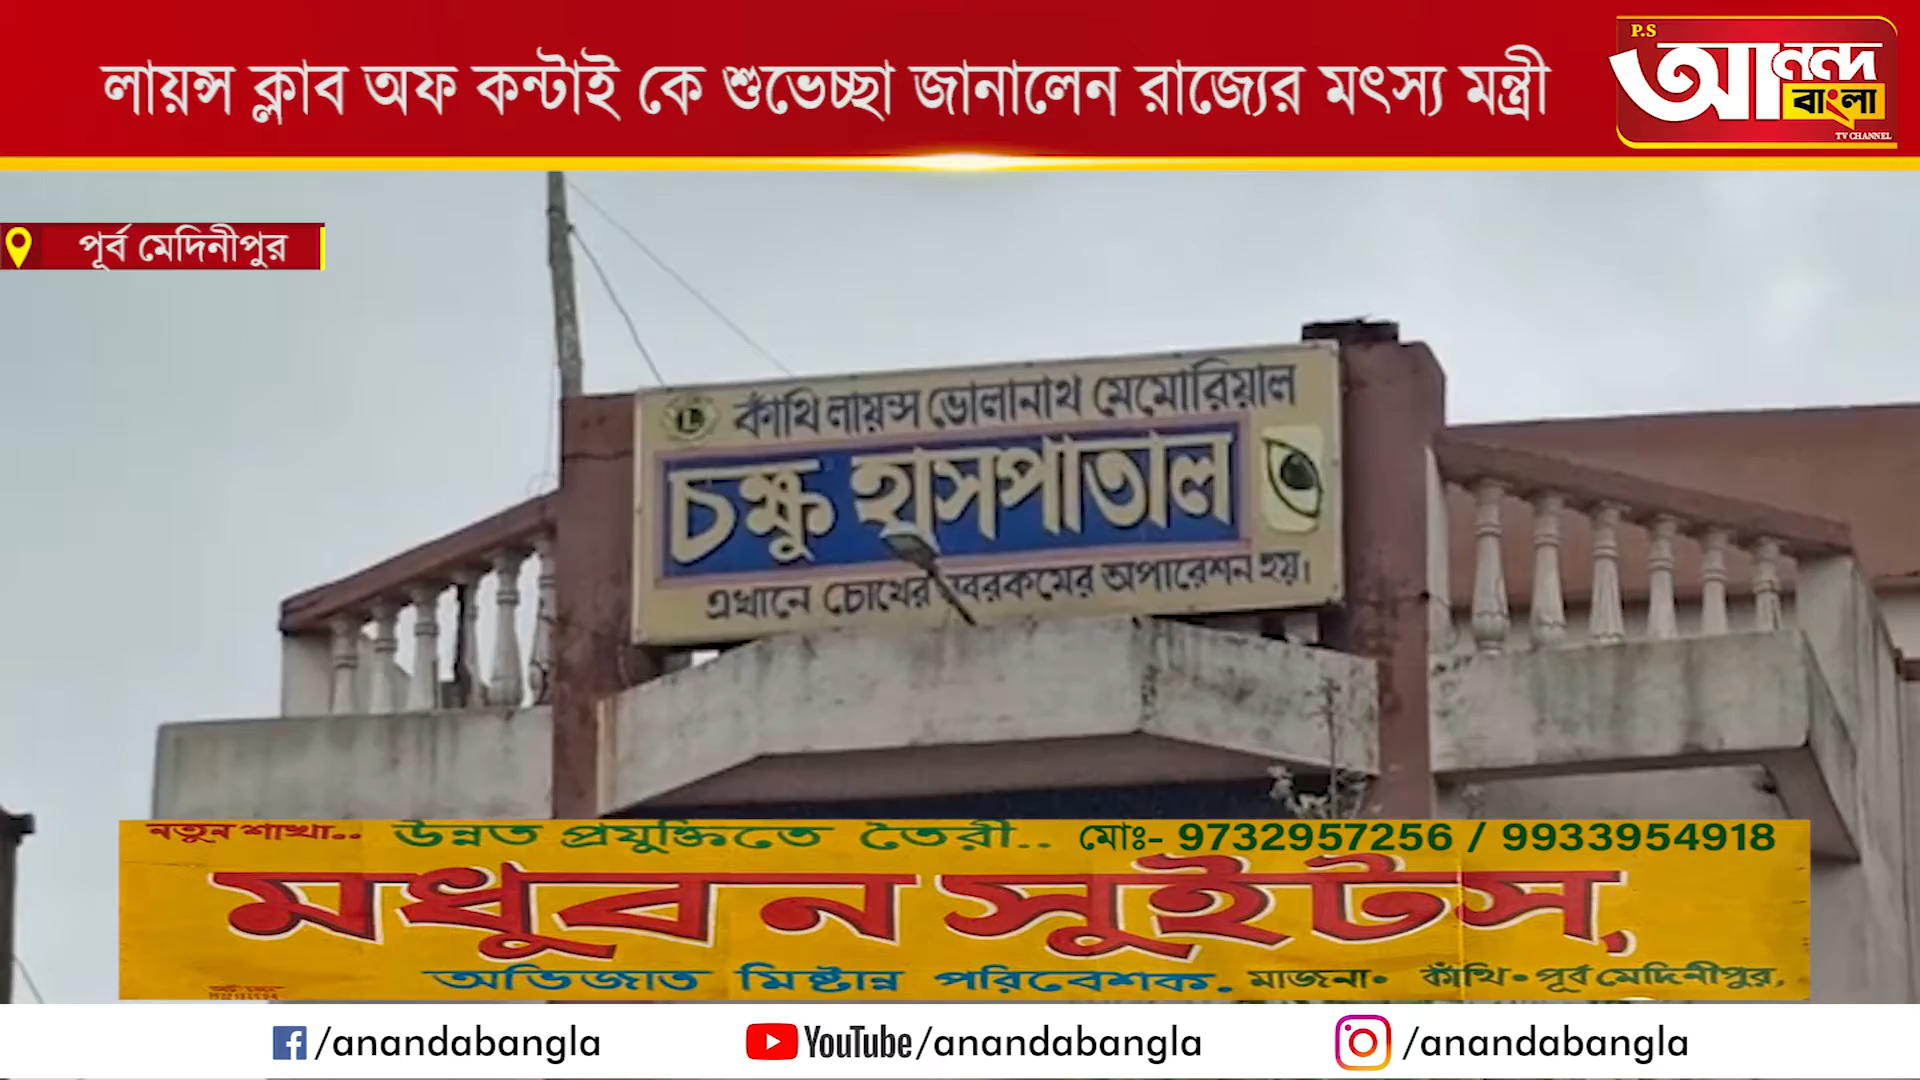 লায়ন্স ক্লাব অফ কন্টাই কে শুভেচ্ছা জানালেন রাজ্যের মৎস্য মন্ত্রী
P.S
আনন্দ
বাংলা
TV CHANNEL
পূর্ব মেদিনীপুর
কাঁথি লায়ন্স ভোলানাথ মেমোরিয়াল
চক্ষু হাসপাতাল
এখানে চোখের সবরকমের অপারেশন হয়।
নতুন শাখা.. উন্নত প্রযুক্তিতে তৈরী.. মোঃ- 9732957256 / 9933954918
মধুবন সুইটস,
অভিজাত মিষ্টান্ন পরিবেশক. মাজনা• কাঁথি• পূর্ব মেদিনীপুর,
/anandabangla YouTube/anandabangla /anandabangla